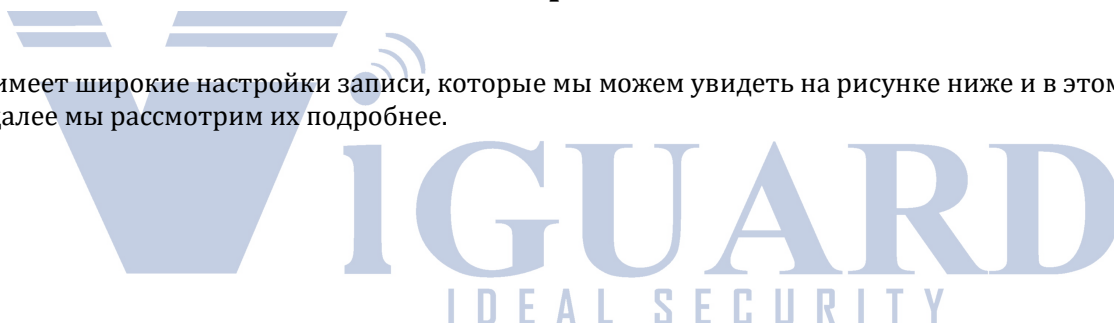 имеет широкие настройки записи, которые мы можем увидеть на рисунке ниже и в этом
далее мы рассмотрим их подробнее.
ViGUARD
IDEAL SECURITY